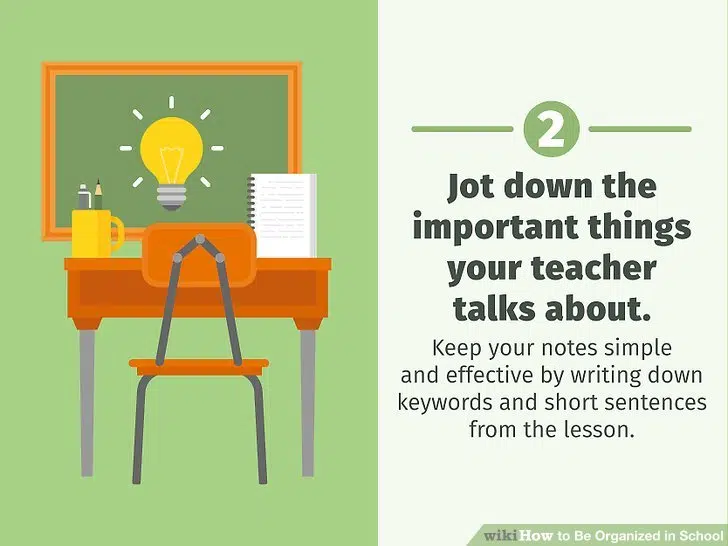 2
Jot down the
important things
your teacher
talks about.
Keep your notes simple
and effective by writing down
keywords and short sentences
from the lesson.
wikiHow to Be Organized in School